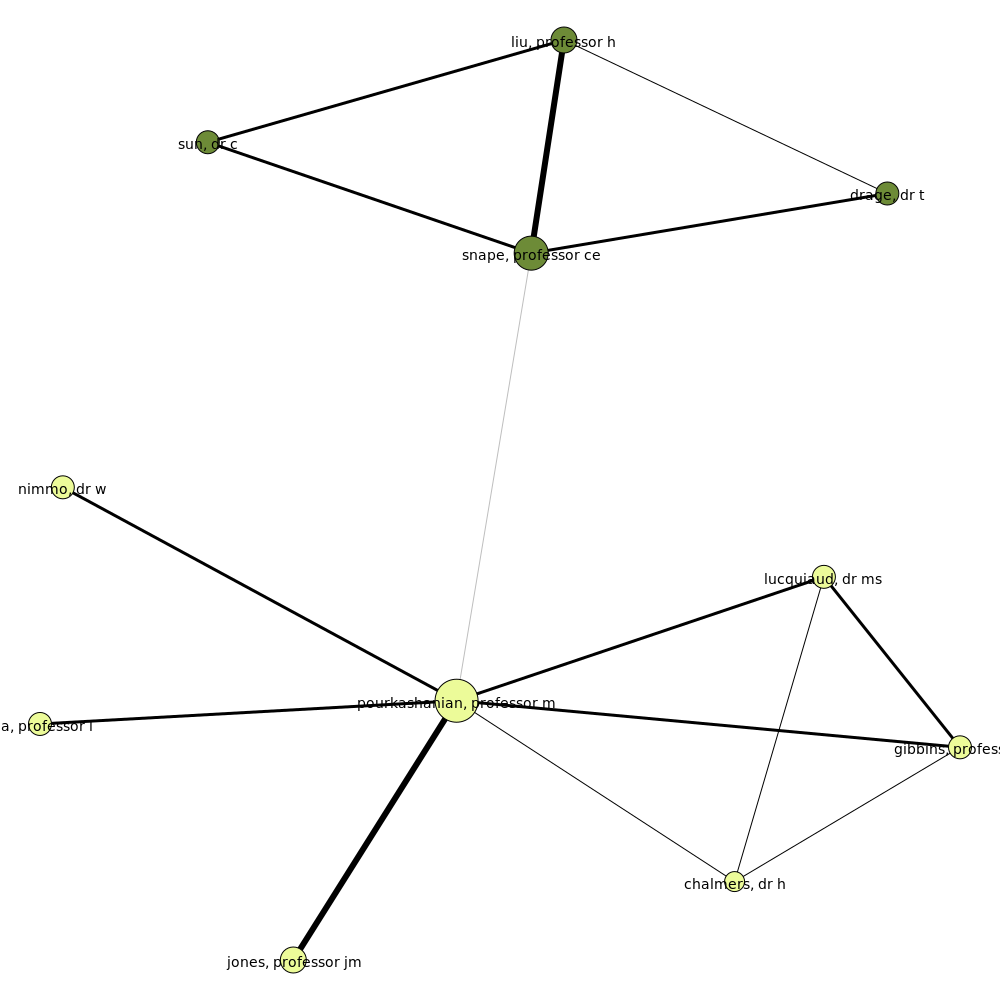 liu, professor h
sun, dr c
drage, dr t
snape, professor ce
nimmo, dr w
lucquiaud, dr ms
pourkashanian, professor m
a, professor l
gibbins, profess
chalmers, dr h
jones, professor jm